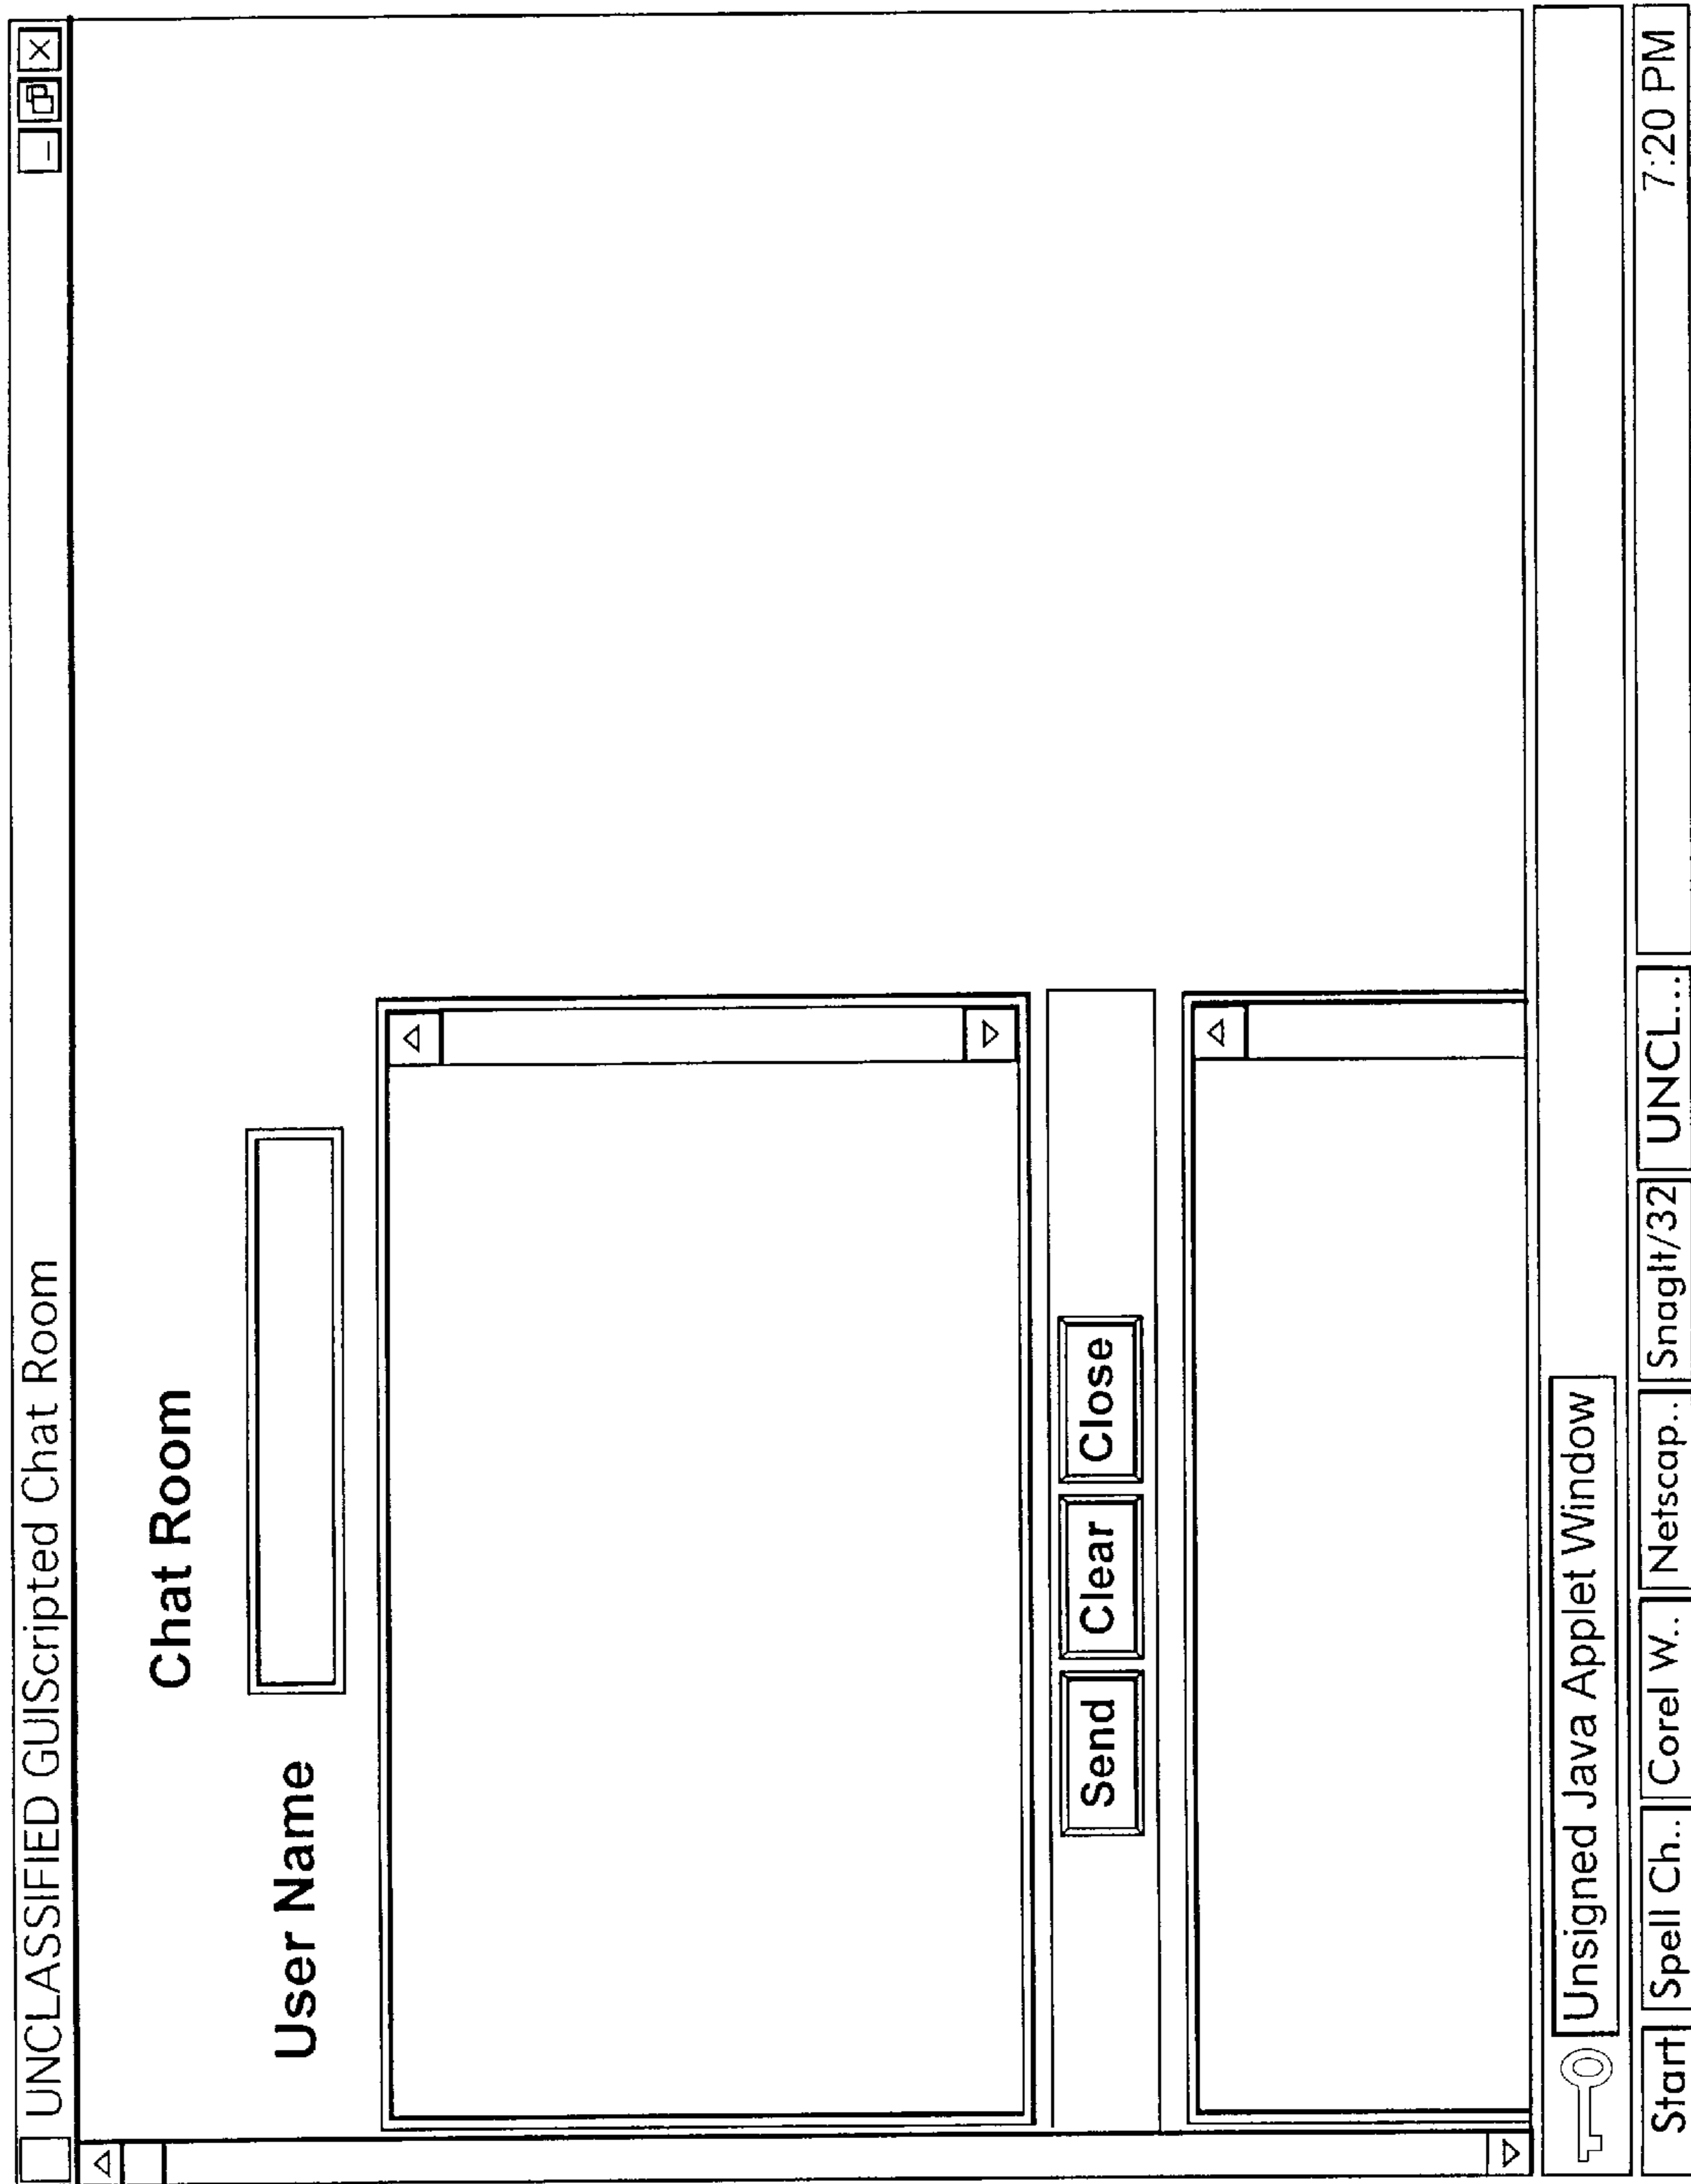 UNCLASSIFIED GUIScripted Chat Room
Chat Room
User Name
Send Clear Close
Unsigned Java Applet Window
Start Spell Ch.. Corel W.. Netscap.. SnagIt/32 UNCL... 7:20 PM